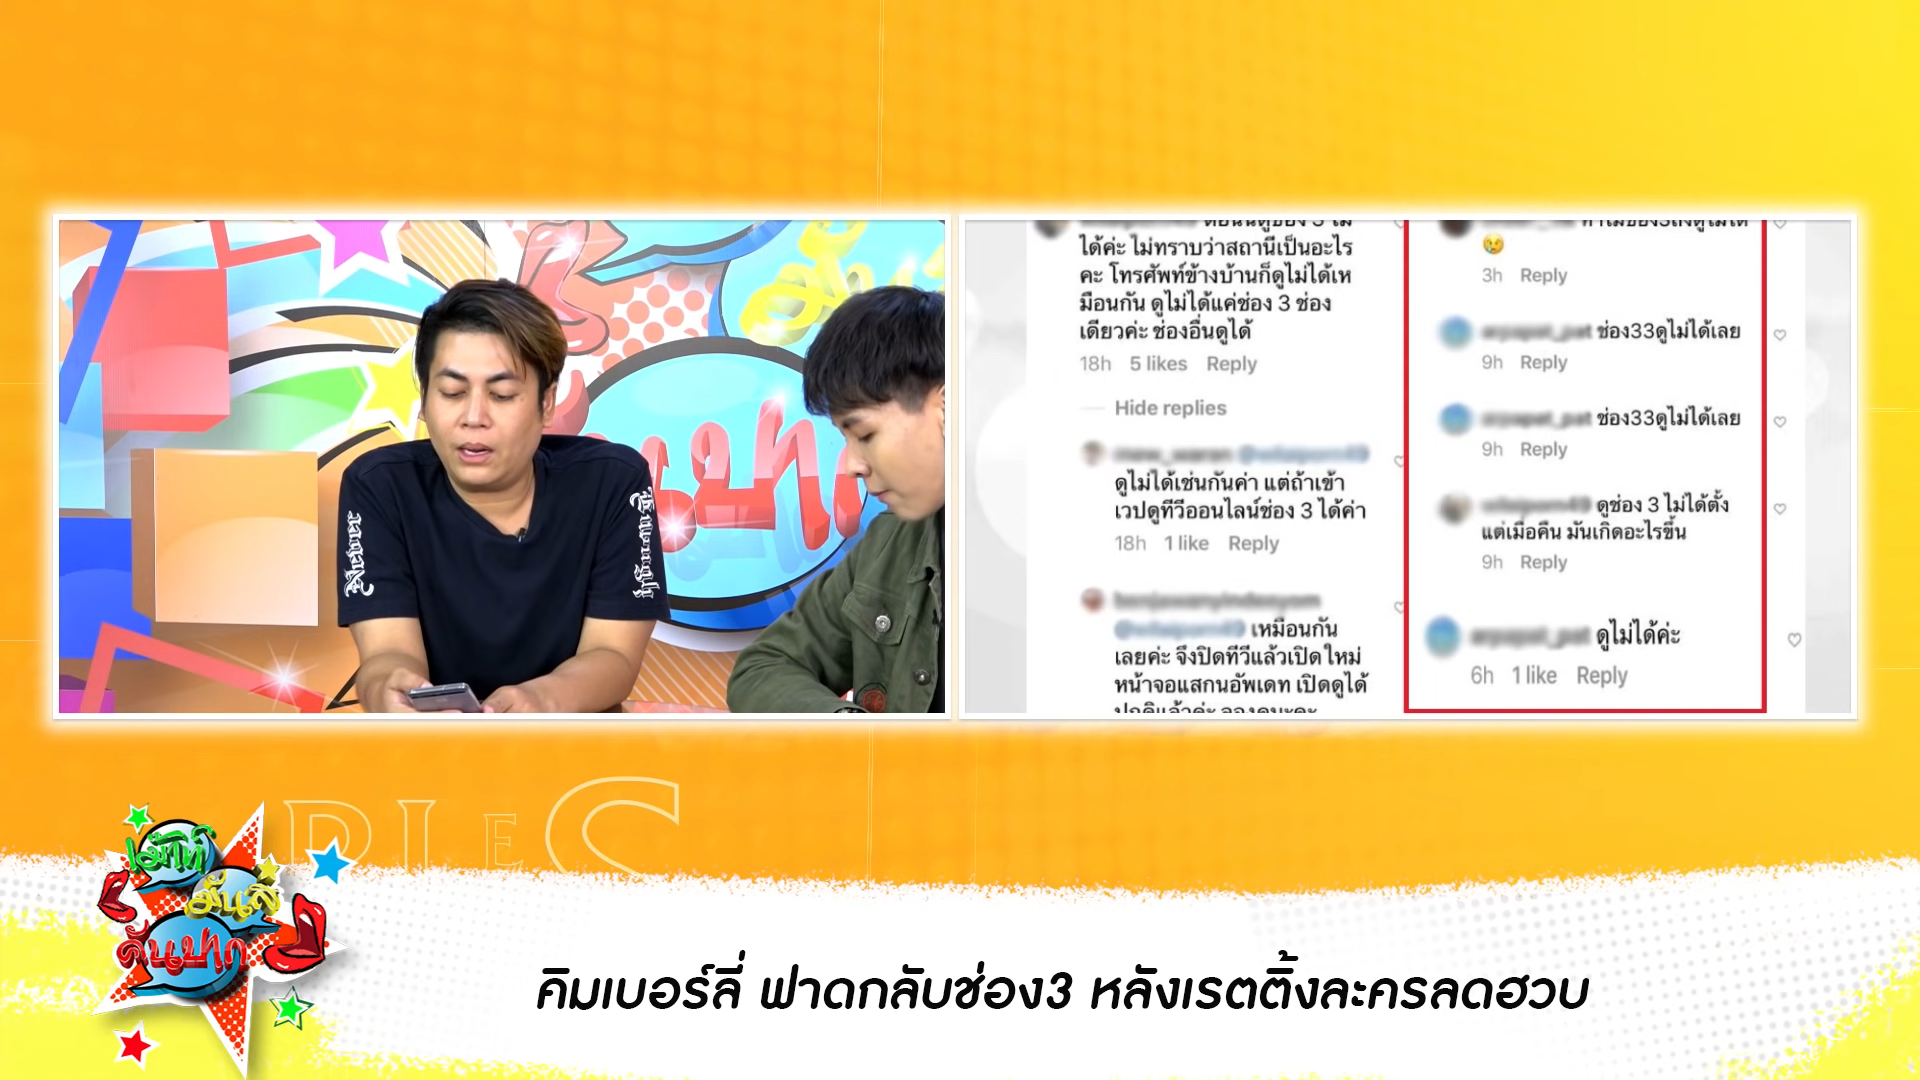 ได้ค่ะ ไม่ทราบว่าสถานีเป็นอะไร
คะ โทรศัพท์ข้างบ้านก็ดูไม่ได้เห
มือนกัน ดูไม่ได้แค่ช่อง 3 ช่อง
เดียวค่ะ ช่องอื่นดูได้
18h 5 likes Reply
Hide replies
ดูไม่ได้เช่นกันค่า แต่ถ้าเข้า
เวปดูทีวีออนไลน์ช่อง 3 ได้ค่า
18h 1 like Reply
เหมือนกัน
เลยค่ะ จึงปิดทีวีแล้วเปิดใหม่
หน้าจอแสกนอัพเดท เปิดดูได้
3h Reply
ช่อง33ดูไม่ได้เลย
9h Reply
ช่อง33ดูไม่ได้เลย
9h Reply
ดูช่อง 3 ไม่ได้ตั้ง
แต่เมื่อคืน มันเกิดอะไรขึ้น
9h Reply
ดูไม่ได้ค่ะ
6h 1 like Reply
เม้าท์
มันส์
คันปาก
คิมเบอร์ลี่ ฟาดกลับช่อง3 หลังเรตติ้งละครลดฮวบ